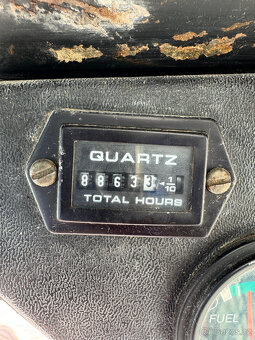 QUARTZ
88633 1/10
TOTAL HOURS
FUEL